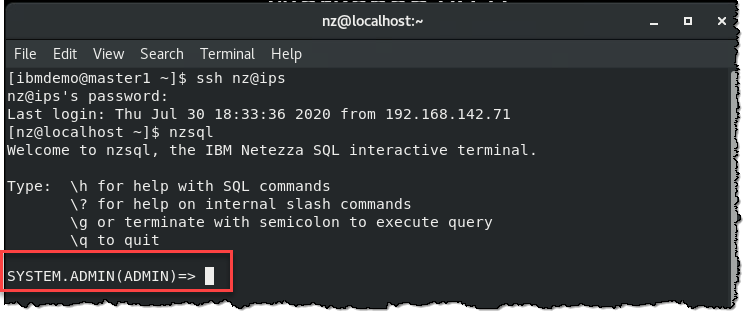 nz@localhost:~
File Edit View Search Terminal Help
[ibmdemo@master1 ~]$ ssh nz@ips
nz@ips's password:
Last login: Thu Jul 30 18:33:36 2020 from 192.168.142.71
[nz@localhost ~]$ nzsql
Welcome to nzsql, the IBM Netezza SQL interactive terminal.
Type:  \h for help with SQL commands
       \? for help on internal slash commands
       \g or terminate with semicolon to execute query
       \q to quit
SYSTEM.ADMIN(ADMIN)=>